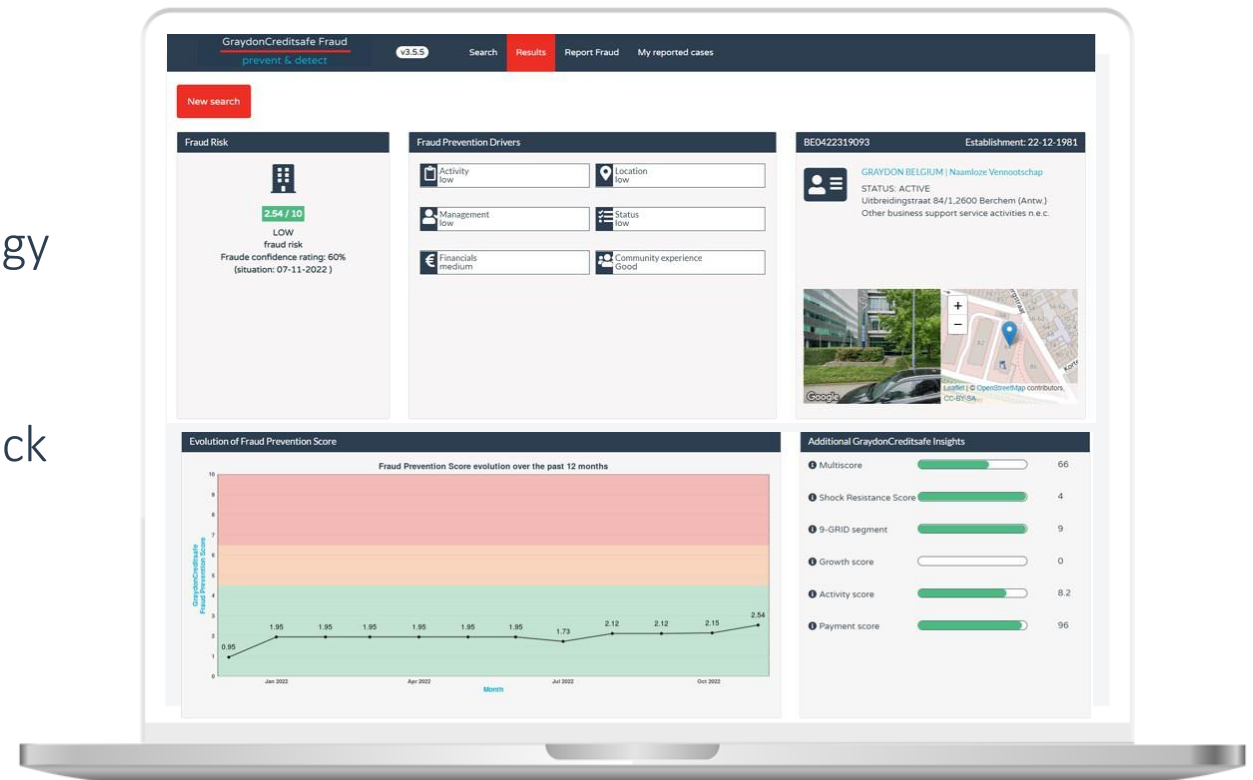 gy
ck
GraydonCreditsafe Fraud
prevent & detect
v3.5.5
Search
Results
Report Fraud
My reported cases
New search
Fraud Risk
2.54 / 10
LOW
fraud risk
Fraude confidence rating: 60%
(situation: 07-11-2022 )
Fraud Prevention Drivers
Activity
low
Location
low
Management
low
Status
low
Financials
medium
Community experience
Good
BE0422319093 Establishment: 22-12-1981
GRAYDON BELGIUM | Naamloze Vennootschap
STATUS: ACTIVE
Uitbreidingstraat 84/1,2600 Berchem (Antw.)
Other business support service activities n.e.c.
Google
+
−
Leaflet | © OpenStreetMap contributors,
CC-BY-SA
Evolution of Fraud Prevention Score
Fraud Prevention Score evolution over the past 12 months
GraydonCreditsafe
Fraud Prevention Score
10
9
8
7
6
5
4
3
2
1
0
0.95
1.95
1.95
1.95
1.95
1.95
1.95
1.73
2.12
2.12
2.15
2.54
Jan 2022
Apr 2022
Jul 2022
Oct 2022
Month
Additional GraydonCreditsafe Insights
Multiscore 66
Shock Resistance Score 4
9-GRID segment 9
Growth score 0
Activity score 8.2
Payment score 96